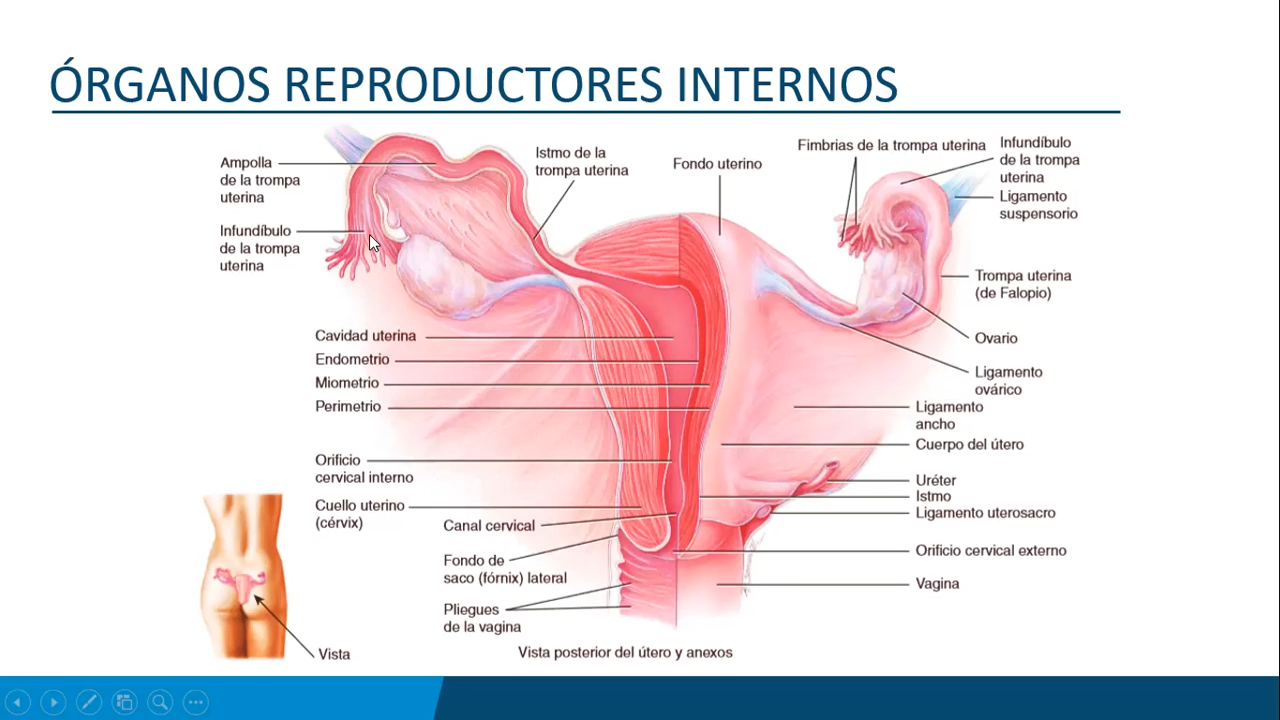 ÓRGANOS REPRODUCTORES INTERNOS
Ampolla
de la trompa
uterina
Istmo de la
trompa uterina
Fondo uterino
Fimbrias de la trompa uterina
Infundíbulo
de la trompa
uterina
Ligamento
suspensorio
Infundíbulo
de la trompa
uterina
Trompa uterina
(de Falopio)
Ovario
Ligamento
ovárico
Cavidad uterina
Endometrio
Miometrio
Perimetrio
Ligamento
ancho
Cuerpo del útero
Orificio
cervical interno
Uréter
Istmo
Ligamento uterosacro
Cuello uterino
(cérvix)
Canal cervical
Orificio cervical externo
Fondo de
saco (fórnix) lateral
Vagina
Pliegues
de la vagina
Vista
Vista posterior del útero y anexos